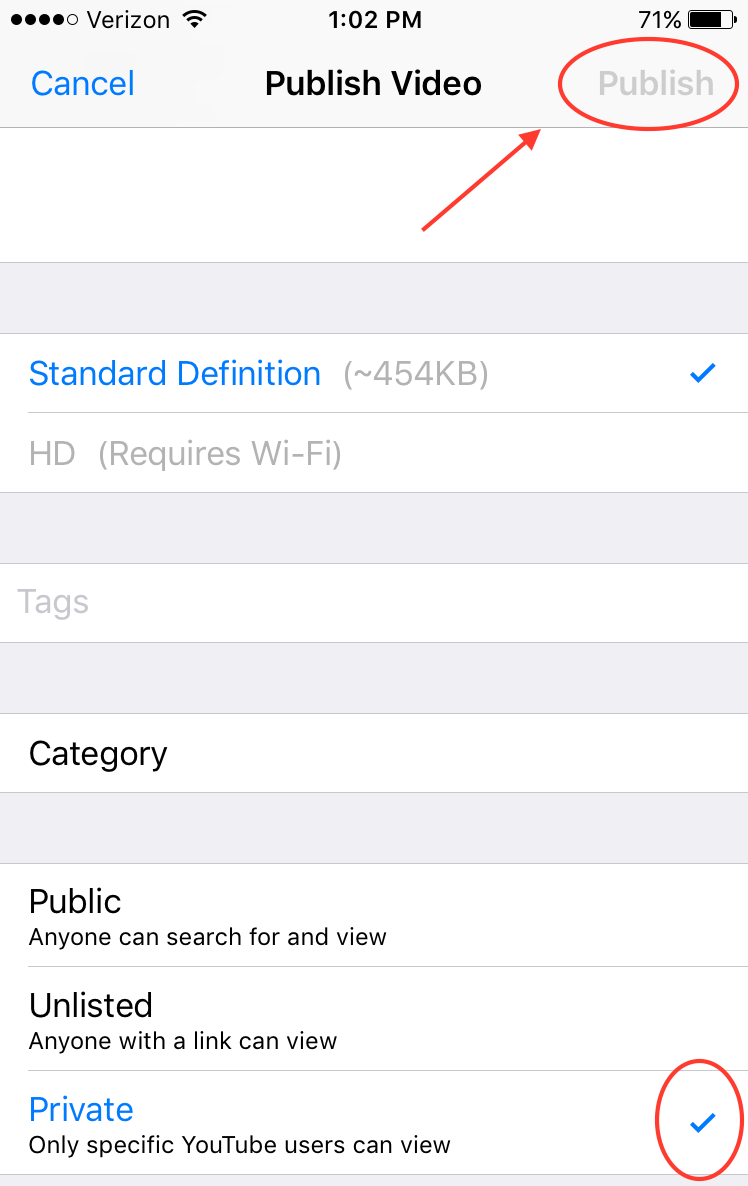 Verizon 1:02 PM 71%
Cancel Publish Video Publish
Standard Definition (~454KB)
HD (Requires Wi-Fi)
Tags
Category
Public
Anyone can search for and view
Unlisted
Anyone with a link can view
Private
Only specific YouTube users can view